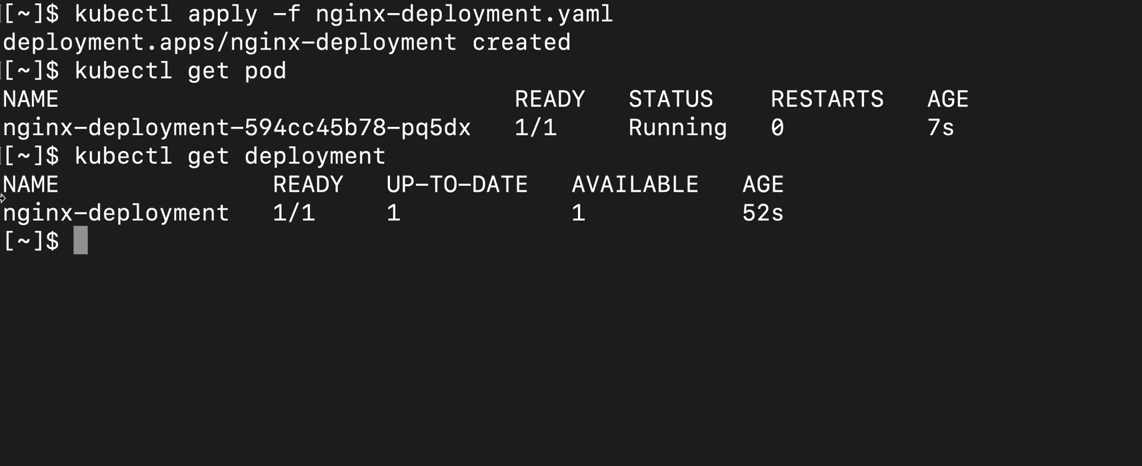 [~]$ kubectl apply -f nginx-deployment.yaml
deployment.apps/nginx-deployment created
[~]$ kubectl get pod
NAME                                READY   STATUS    RESTARTS   AGE
nginx-deployment-594cc45b78-pq5dx   1/1     Running   0          7s
[~]$ kubectl get deployment
NAME               READY   UP-TO-DATE   AVAILABLE   AGE
nginx-deployment   1/1     1            1           52s
[~]$